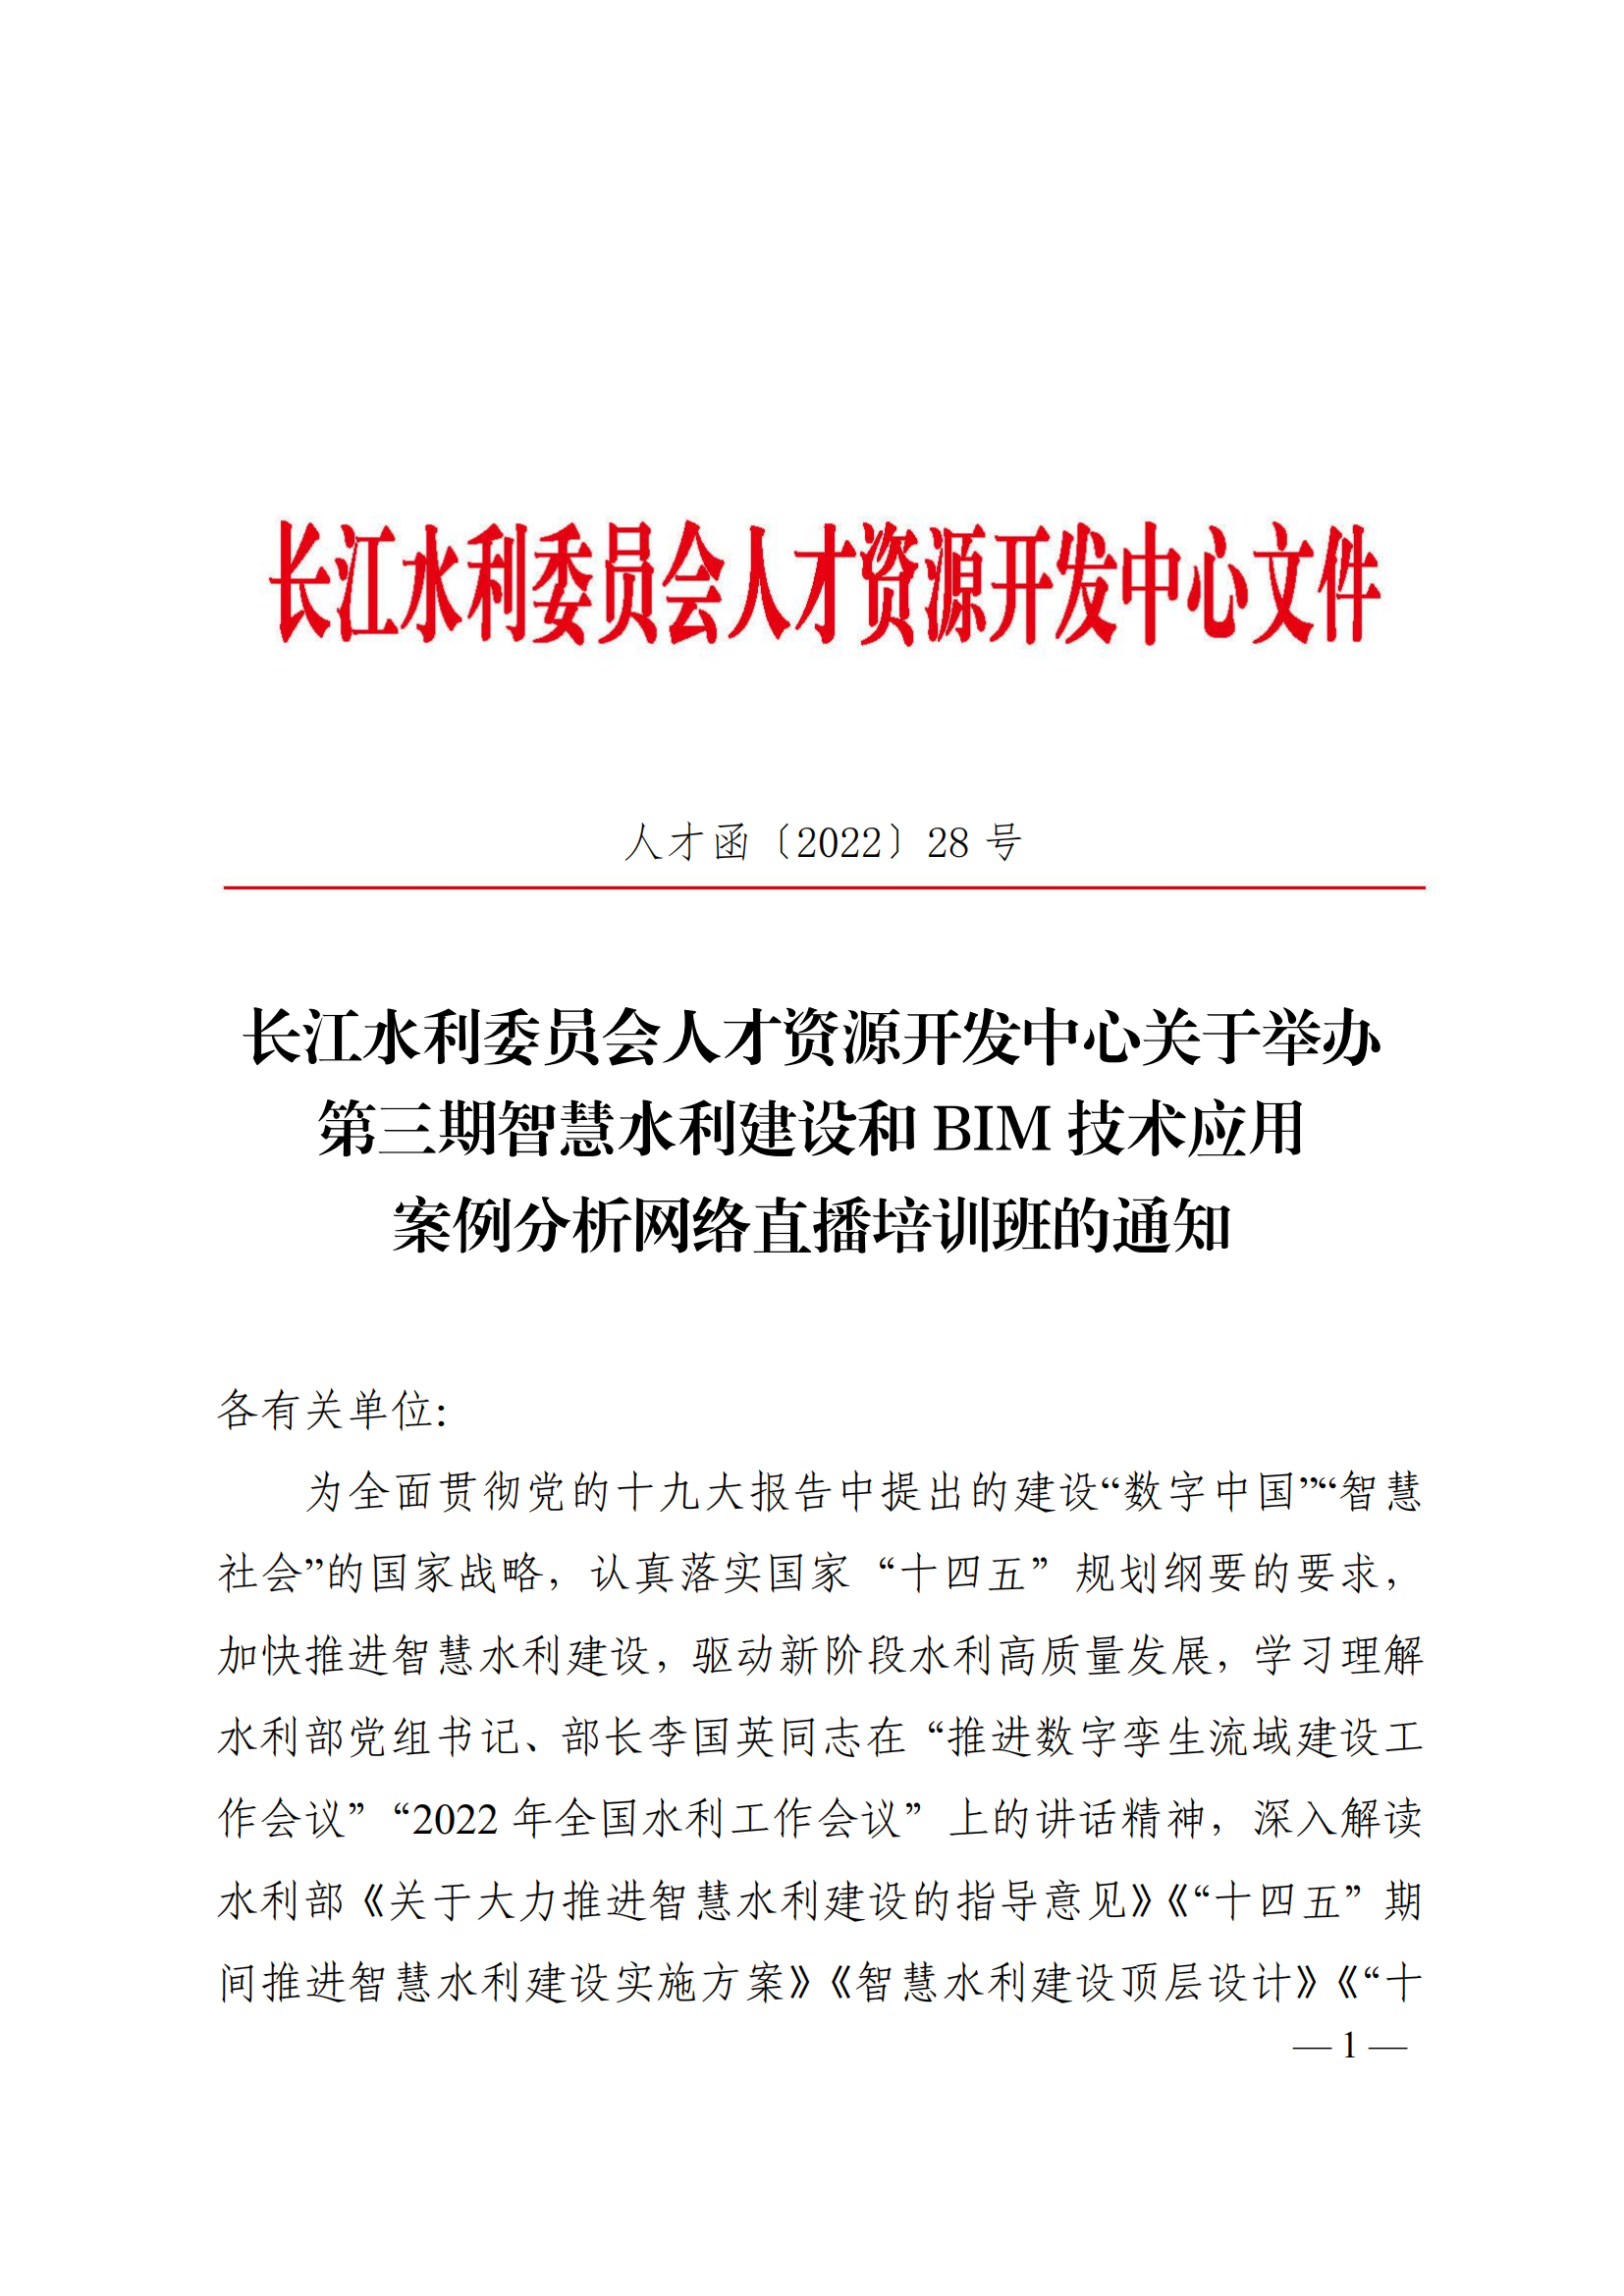 长江水利委员会人才资源开发中心文件
人才函〔2022〕28 号
长江水利委员会人才资源开发中心关于举办
第三期智慧水利建设和 BIM 技术应用
案例分析网络直播培训班的通知
各有关单位：
为全面贯彻党的十九大报告中提出的建设“数字中国”“智慧
社会”的国家战略，认真落实国家“十四五”规划纲要的要求，
加快推进智慧水利建设，驱动新阶段水利高质量发展，学习理解
水利部党组书记、部长李国英同志在“推进数字孪生流域建设工
作会议”“2022 年全国水利工作会议”上的讲话精神，深入解读
水利部《关于大力推进智慧水利建设的指导意见》《“十四五”期
间推进智慧水利建设实施方案》《智慧水利建设顶层设计》《“十
— 1 —